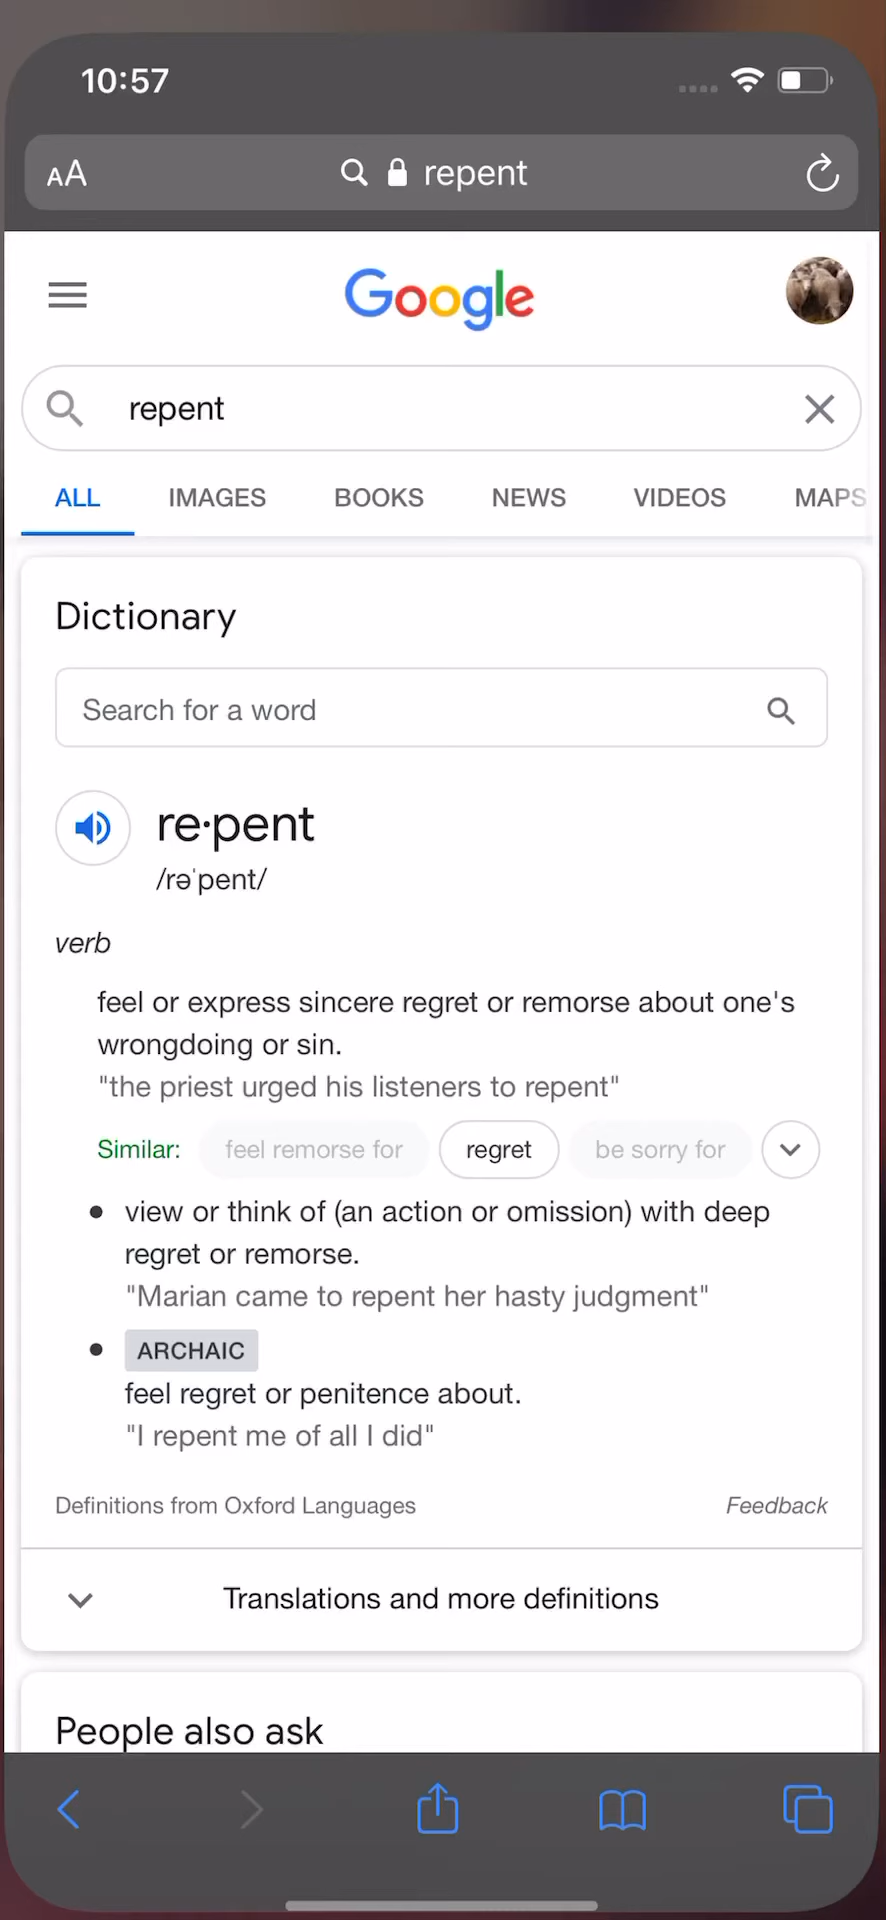 10:57
AA repent
Google
repent
ALL IMAGES BOOKS NEWS VIDEOS MAPS
Dictionary
Search for a word
re·pent
/rəˈpent/
verb
feel or express sincere regret or remorse about one's
wrongdoing or sin.
"the priest urged his listeners to repent"
Similar: feel remorse for regret be sorry for
view or think of (an action or omission) with deep
regret or remorse.
"Marian came to repent her hasty judgment"
ARCHAIC
feel regret or penitence about.
"I repent me of all I did"
Definitions from Oxford Languages Feedback
Translations and more definitions
People also ask